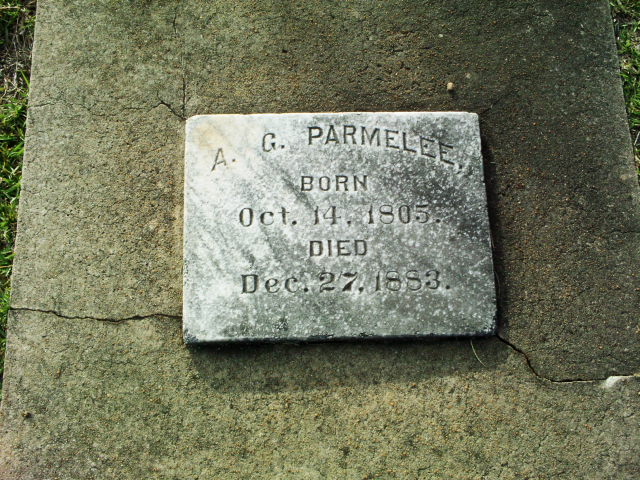 A. G. PARMELEE,
BORN
Oct. 14, 1805.
DIED
Dec. 27, 1883.